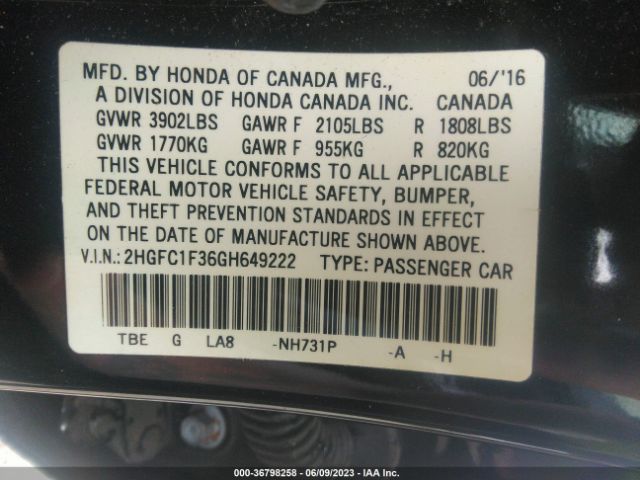 MFD. BY HONDA OF CANADA MFG., 06/'16
A DIVISION OF HONDA CANADA INC. CANADA
GVWR 3902LBS GAWR F 2105LBS R 1808LBS
GVWR 1770KG GAWR F 955KG R 820KG
THIS VEHICLE CONFORMS TO ALL APPLICABLE
FEDERAL MOTOR VEHICLE SAFETY, BUMPER,
AND THEFT PREVENTION STANDARDS IN EFFECT
ON THE DATE OF MANUFACTURE SHOWN ABOVE.
V.I.N.: 2HGFC1F36GH649222 TYPE: PASSENGER CAR
TBE G LA8 -NH731P -A -H
000-36798258 - 06/09/2023 - IAA Inc.